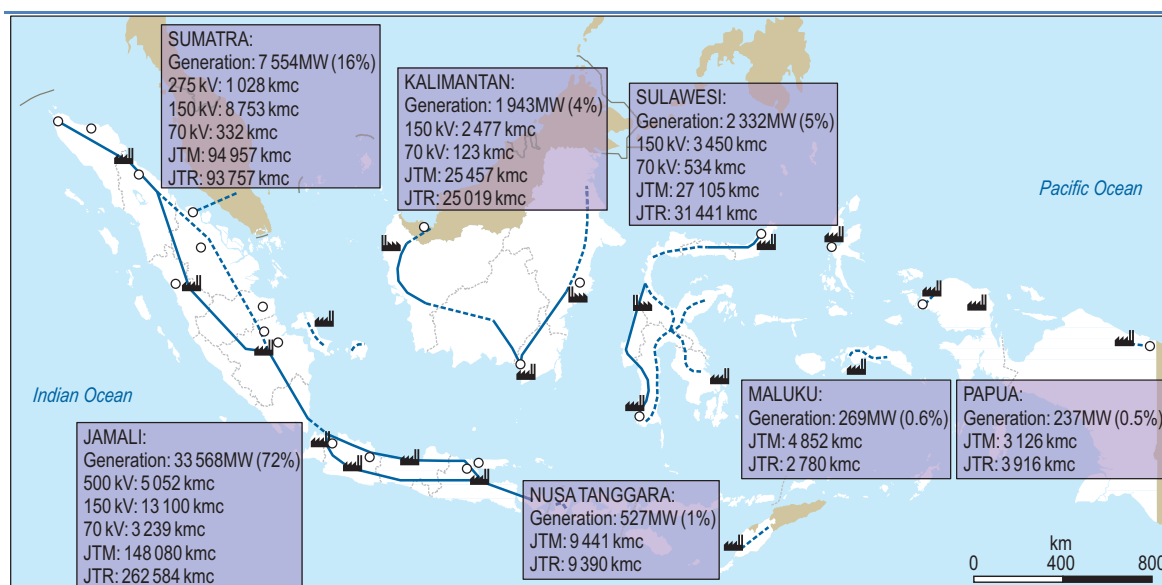 SUMATRA:
Generation: 7 554MW (16%)
275 kV: 1 028 kmc
150 kV: 8 753 kmc
70 kV: 332 kmc
JTM: 94 957 kmc
JTR: 93 757 kmc
KALIMANTAN:
Generation: 1 943MW (4%)
150 kV: 2 477 kmc
70 kV: 123 kmc
JTM: 25 457 kmc
JTR: 25 019 kmc
SULAWESI:
Generation: 2 332MW (5%)
150 kV: 3 450 kmc
70 kV: 534 kmc
JTM: 27 105 kmc
JTR: 31 441 kmc
Pacific Ocean
Indian Ocean
JAMALI:
Generation: 33 568MW (72%)
500 kV: 5 052 kmc
150 kV: 13 100 kmc
70 kV: 3 239 kmc
JTM: 148 080 kmc
JTR: 262 584 kmc
NUSA TANGGARA:
Generation: 527MW (1%)
JTM: 9 441 kmc
JTR: 9 390 kmc
MALUKU:
Generation: 269MW (0.6%)
JTM: 4 852 kmc
JTR: 2 780 kmc
PAPUA:
Generation: 237MW (0.5%)
JTM: 3 126 kmc
JTR: 3 916 kmc
km
0 400 800